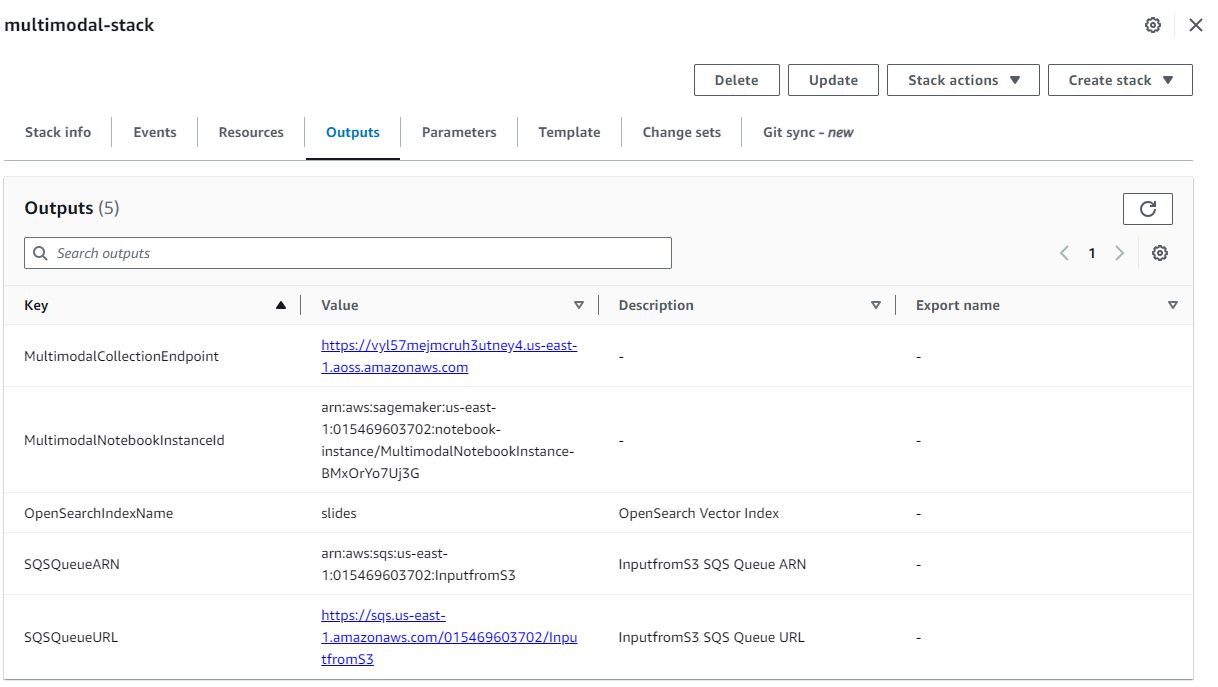 multimodal-stack
Delete
Update
Stack actions
Create stack
Stack info
Events
Resources
Outputs
Parameters
Template
Change sets
Git sync - new
Outputs (5)
Search outputs
1
Key
Value
Description
Export name
MultimodalCollectionEndpoint
https://vyl57mejmcruh3utney4.us-east-
1.aoss.amazonaws.com
-
-
MultimodalNotebookInstanceId
arn:aws:sagemaker:us-east-
1:015469603702:notebook-
instance/MultimodalNotebookInstance-
BMxOrYo7Uj3G
-
-
OpenSearchIndexName
slides
OpenSearch Vector Index
-
SQSQueueARN
arn:aws:sqs:us-east-
1:015469603702:InputfromS3
InputfromS3 SQS Queue ARN
-
SQSQueueURL
https://sqs.us-east-
1.amazonaws.com/015469603702/Inpu
tfromS3
InputfromS3 SQS Queue URL
-